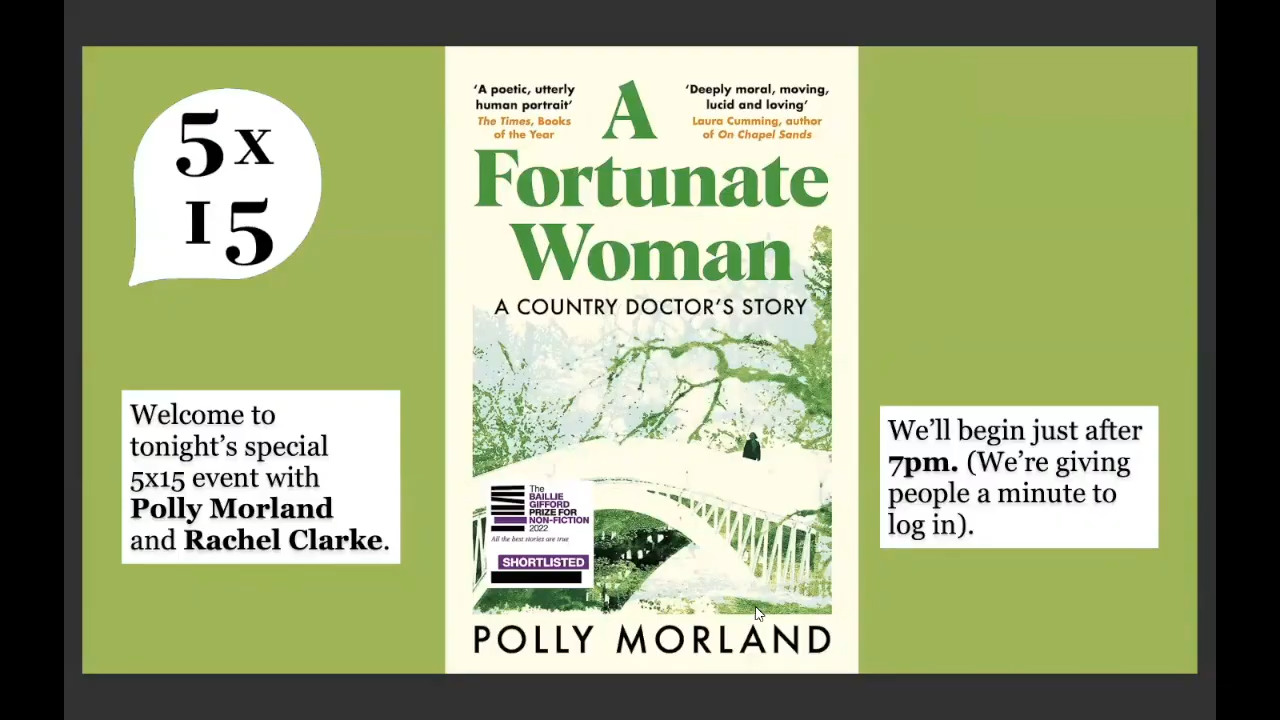 5x
15
Welcome to
tonight’s special
5x15 event with
Polly Morland
and Rachel Clarke.
‘A poetic, utterly
human portrait’
The Times, Books
of the Year
‘Deeply moral, moving,
lucid and loving’
Laura Cumming, author
of On Chapel Sands
A
Fortunate
Woman
A COUNTRY DOCTOR’S STORY
The
BAILLIE
GIFFORD
PRIZE FOR
NON-FICTION
2022
All the best stories are true
SHORTLISTED
POLLY MORLAND
We’ll begin just after
7pm. (We’re giving
people a minute to
log in).